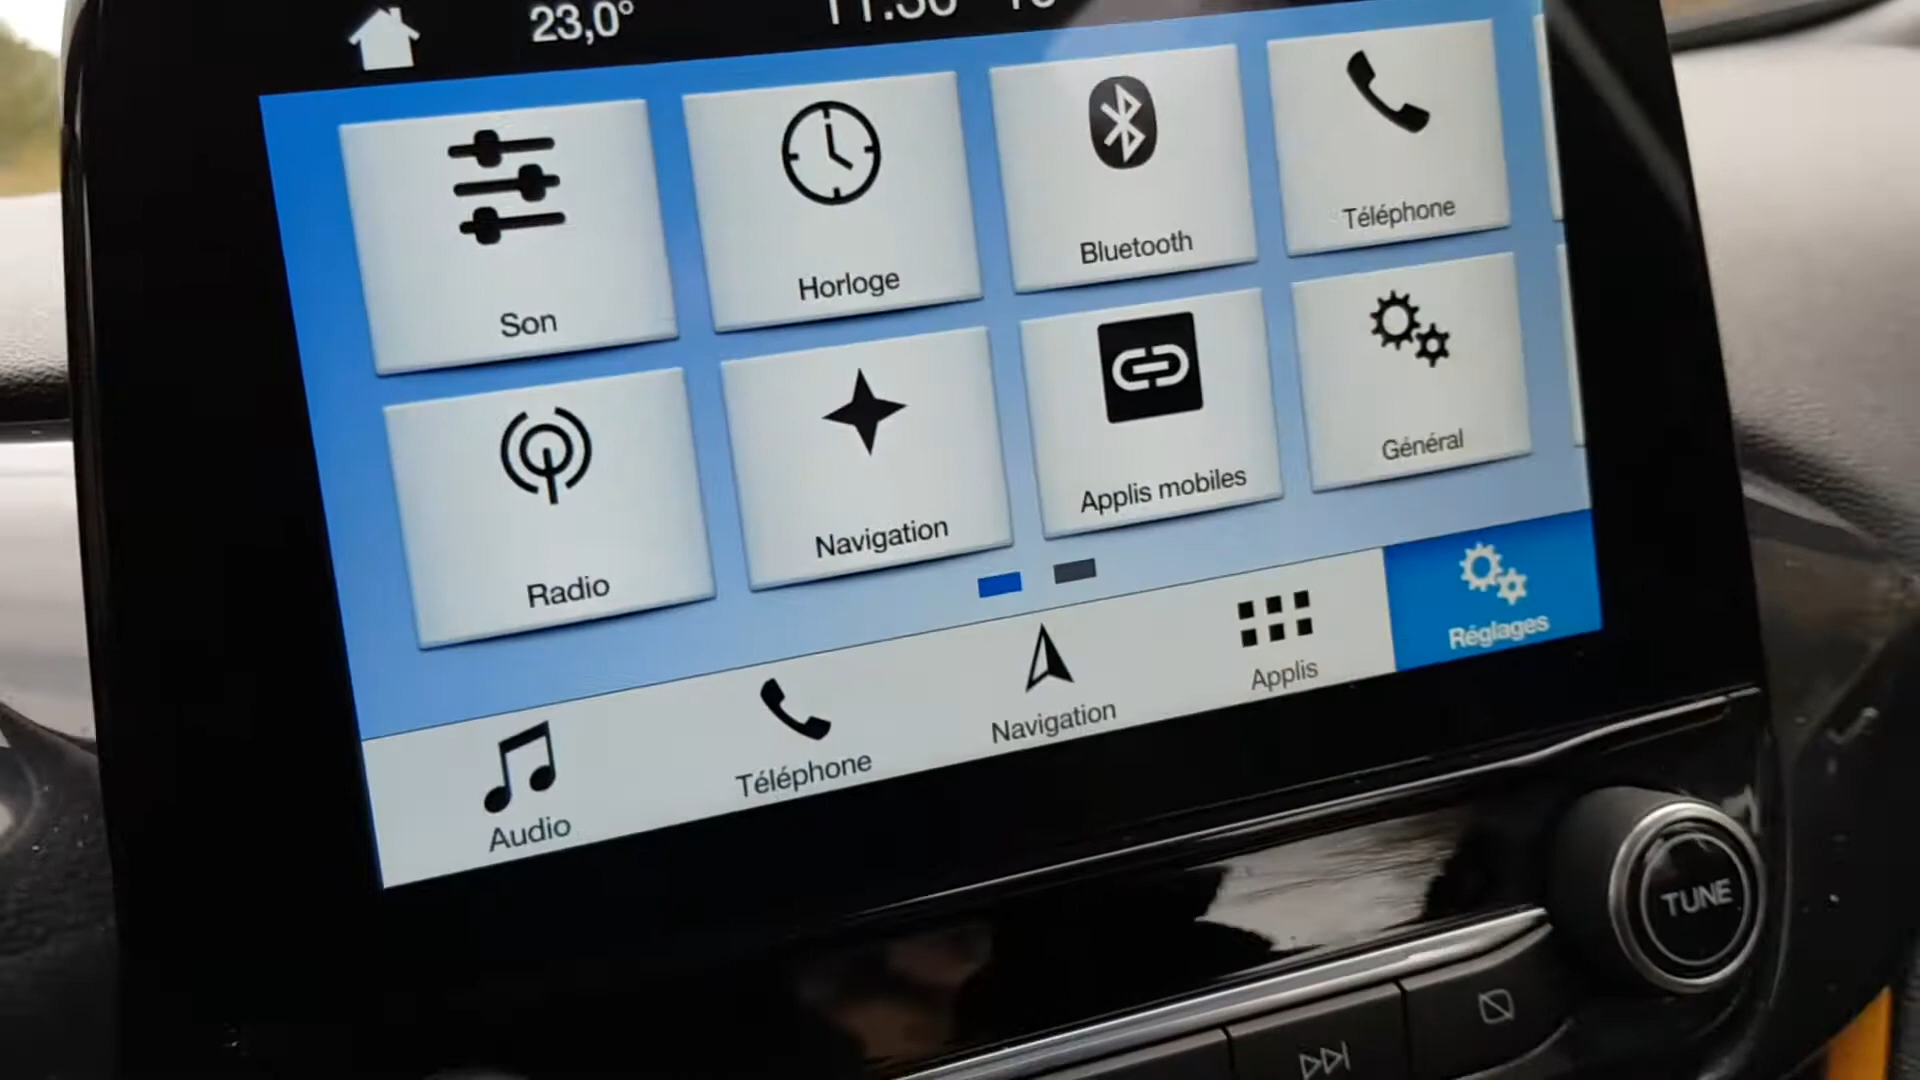 23,0°
Son
Horloge
Bluetooth
Téléphone
Radio
Navigation
Applis mobiles
Général
Audio
Téléphone
Navigation
Applis
Réglages
TUNE